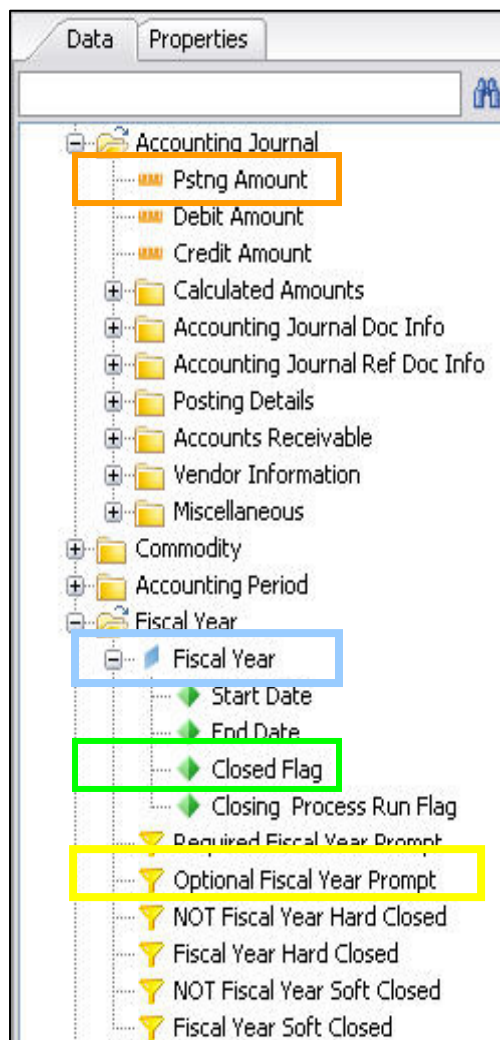 Data Properties
Accounting Journal
Pstng Amount
Debit Amount
Credit Amount
Calculated Amounts
Accounting Journal Doc Info
Accounting Journal Ref Doc Info
Posting Details
Accounts Receivable
Vendor Information
Miscellaneous
Commodity
Accounting Period
Fiscal Year
Fiscal Year
Start Date
End Date
Closed Flag
Closing Process Run Flag
Required Fiscal Year Prompt
Optional Fiscal Year Prompt
NOT Fiscal Year Hard Closed
Fiscal Year Hard Closed
NOT Fiscal Year Soft Closed
Fiscal Year Soft Closed